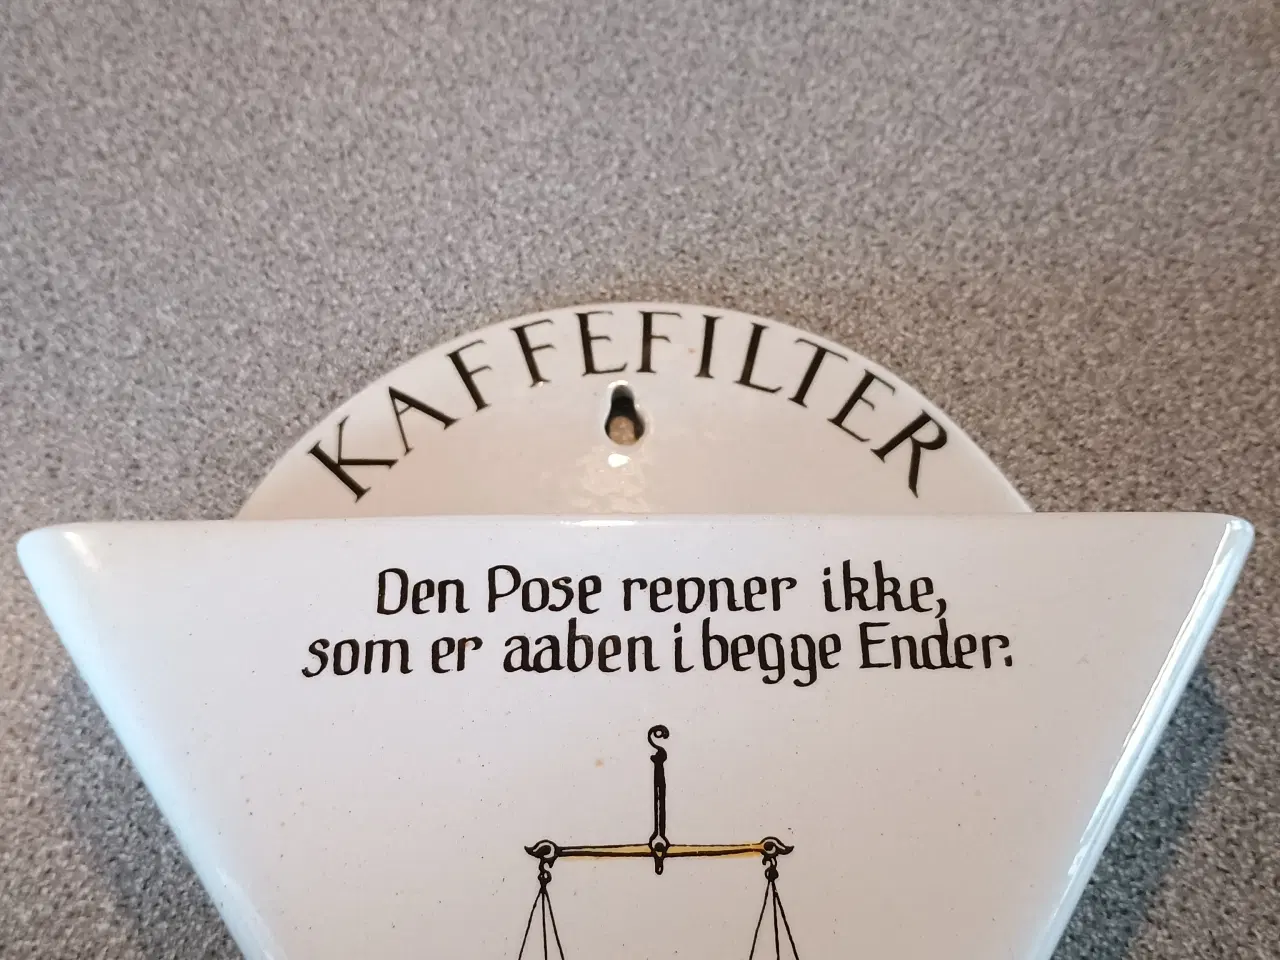 KAFFEFILTER
Den Pose revner ikke,
som er aaben i begge Ender.